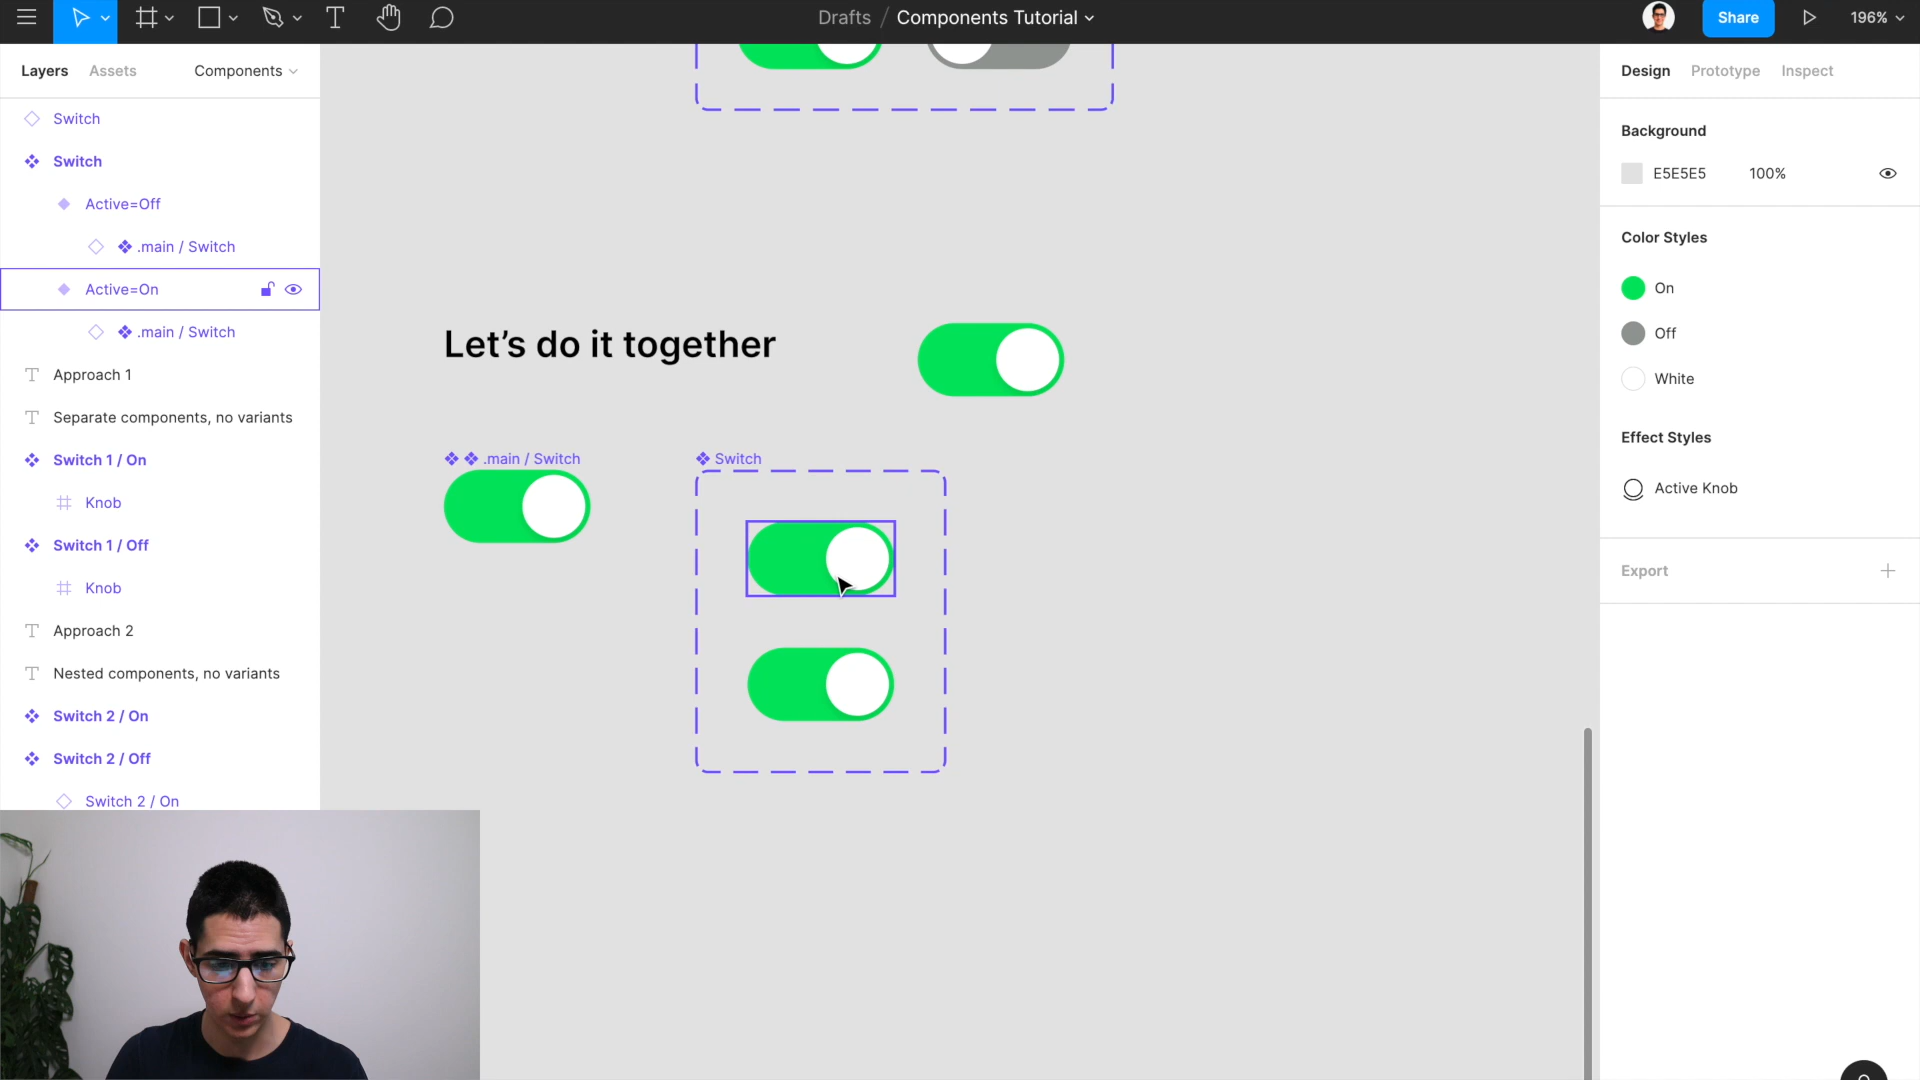 Drafts / Components Tutorial
Share
196%
Layers
Assets
Components
Design
Prototype
Inspect
Switch
Switch
Active=Off
.main / Switch
Active=On
.main / Switch
Approach 1
Separate components, no variants
Switch 1 / On
Knob
Switch 1 / Off
Knob
Approach 2
Nested components, no variants
Switch 2 / On
Switch 2 / Off
Switch 2 / On
Let’s do it together
.main / Switch
Switch
Background
E5E5E5 100%
Color Styles
On
Off
White
Effect Styles
Active Knob
Export